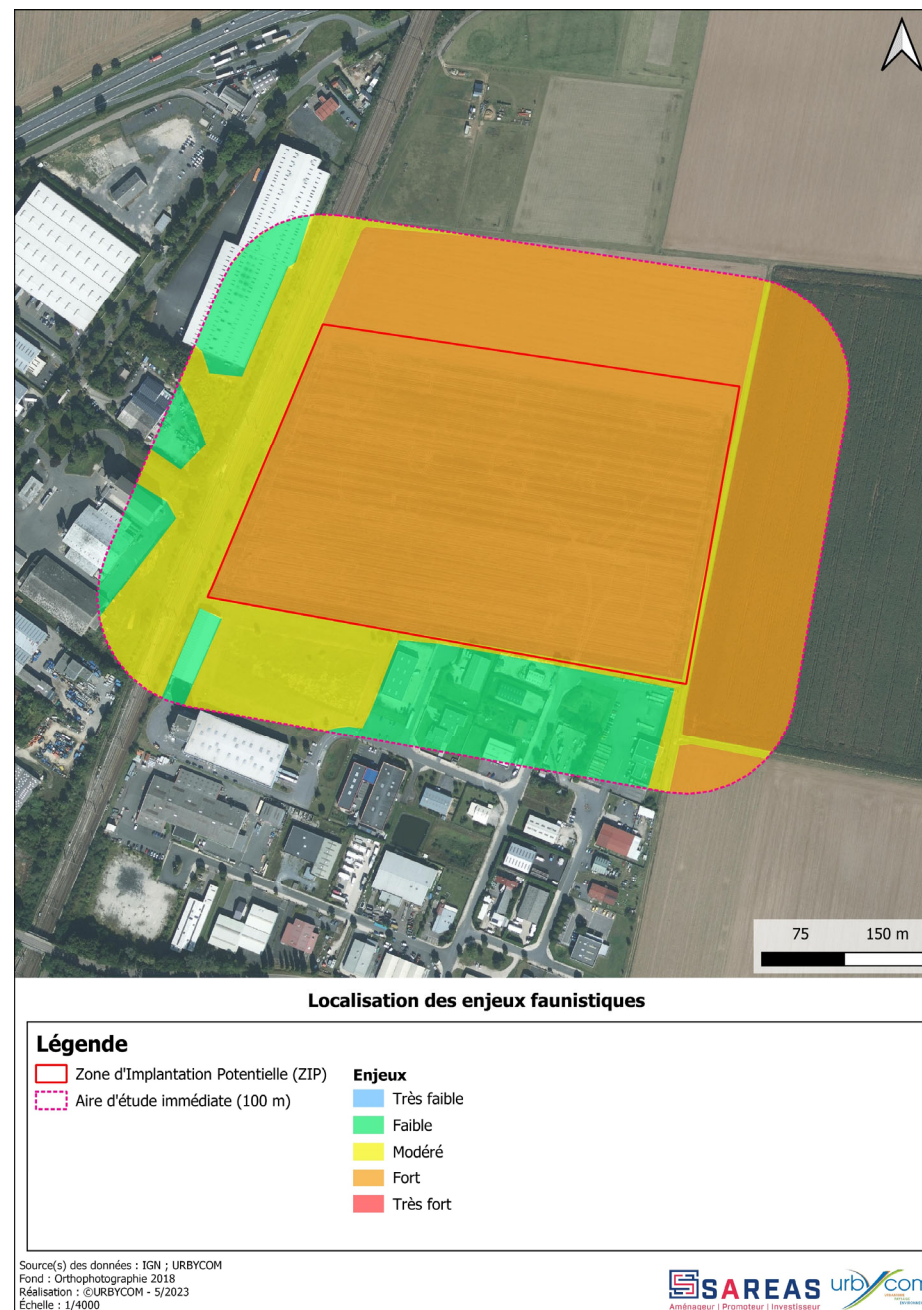 75 150 m
Localisation des enjeux faunistiques
Légende
Zone d'Implantation Potentielle (ZIP)
Aire d'étude immédiate (100 m)
Enjeux
Très faible
Faible
Modéré
Fort
Très fort
Source(s) des données : IGN ; URBYCOM
Fond : Orthophotographie 2018
Réalisation : ©URBYCOM - 5/2023
Échelle : 1/4000
SAREAS
Aménageur | Promoteur | Investisseur
urbycom